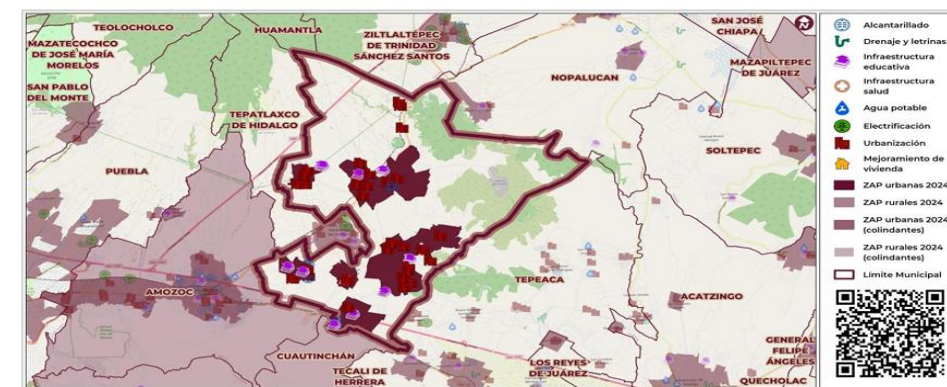 TEOLOCHOLCO
HUAMANTLA
ZILTLALTÉPEC
DE TRINIDAD
SÁNCHEZ SANTOS
SAN JOSÉ
CHIAPA
MAZATECOCHCO
DE JOSÉ MARÍA
MORELOS
SAN PABLO
DEL MONTE
NOPALUCAN
MAZAPILTEPEC
DE JUÁREZ
TEPATLAXCO
DE HIDALGO
SOLTEPEC
PUEBLA
TEPEACA
AMOZOC
ACATZINGO
CUAUTINCHÁN
TECALI DE
HERRERA
LOS REYES
DE JUÁREZ
GENERAL
FELIPE
ÁNGELES
QUECHOLAC
Alcantarillado
Drenaje y letrinas
Infraestructura
educativa
Infraestructura
salud
Agua potable
Electrificación
Urbanización
Mejoramiento de
vivienda
ZAP urbanas 2024
ZAP rurales 2024
ZAP urbanas 2024
(colindantes)
ZAP rurales 2024
(colindantes)
Límite Municipal